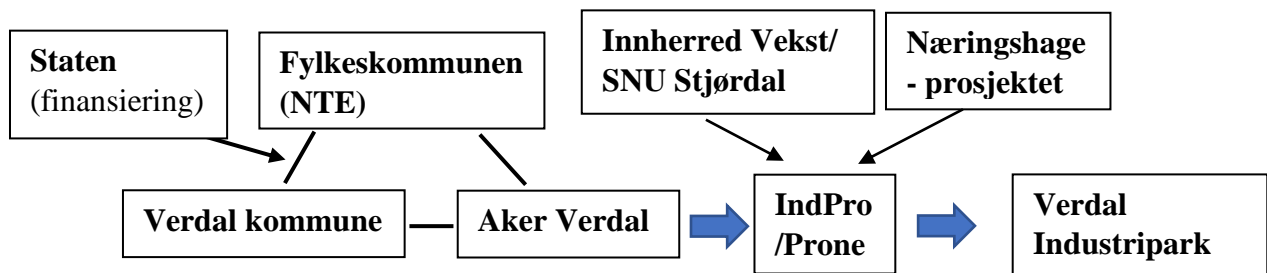 Staten
(finansiering)
Fylkeskommunen
(NTE)
Innherred Vekst/
SNU Stjørdal
Næringshage
- prosjektet
Verdal kommune
Aker Verdal
IndPro
/Prone
Verdal
Industripark